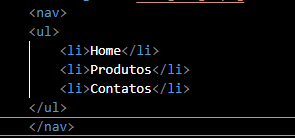 <nav>
<ul>
<li>Home</li>
<li>Produtos</li>
<li>Contatos</li>
</ul>
</nav>